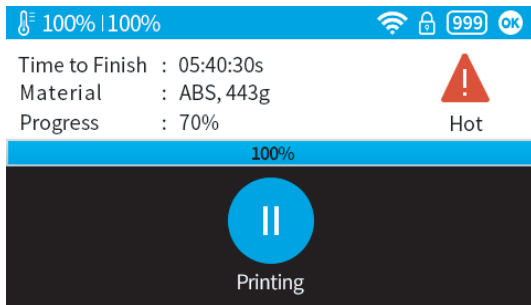 100% | 100% 999 OK
Time to Finish : 05:40:30s
Material : ABS, 443g
Progress : 70%
Hot
100%
Printing